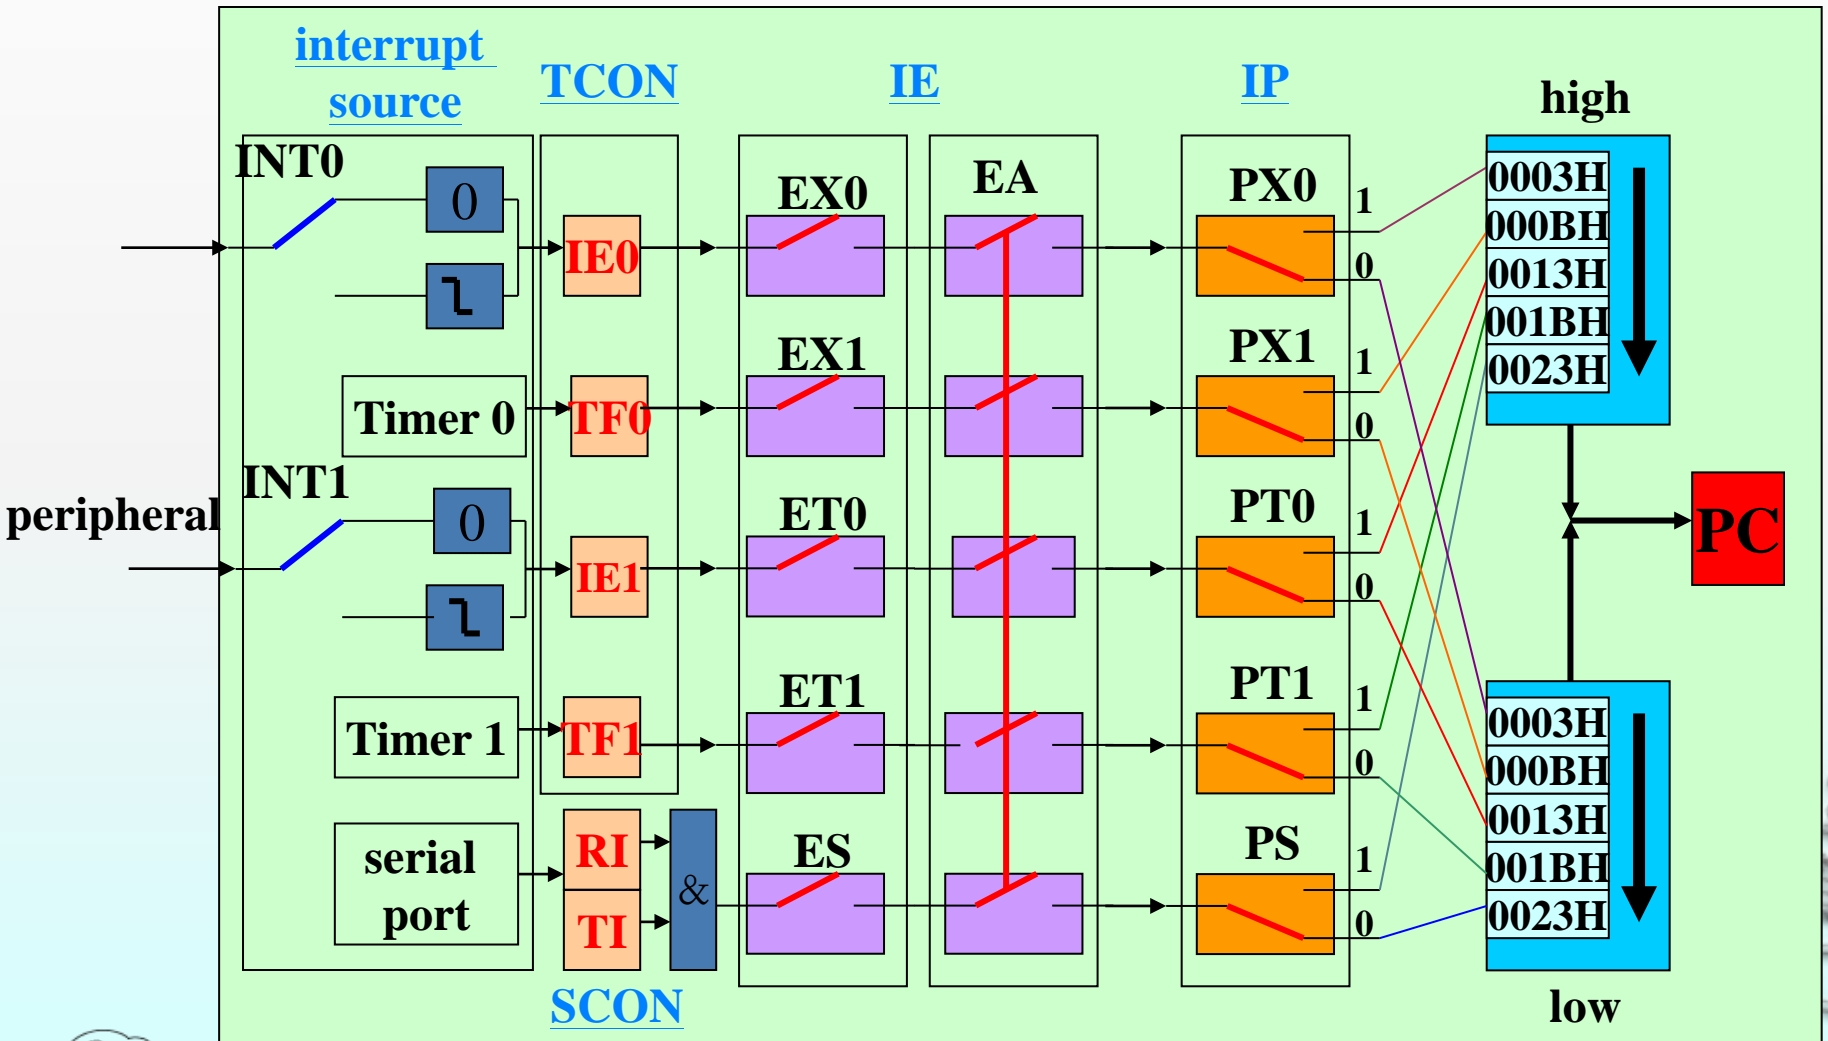 interrupt
source
TCON
IE
IP
high
INT0
0
IE0
EX0
EA
PX0
1
0
Timer 0
TF0
EX1
PX1
1
0
peripheral
INT1
0
IE1
ET0
PT0
1
0
Timer 1
TF1
ET1
PT1
1
0
serial
port
RI
TI
&
ES
PS
1
0
SCON
0003H
000BH
0013H
001BH
0023H
PC
0003H
000BH
0013H
001BH
0023H
low